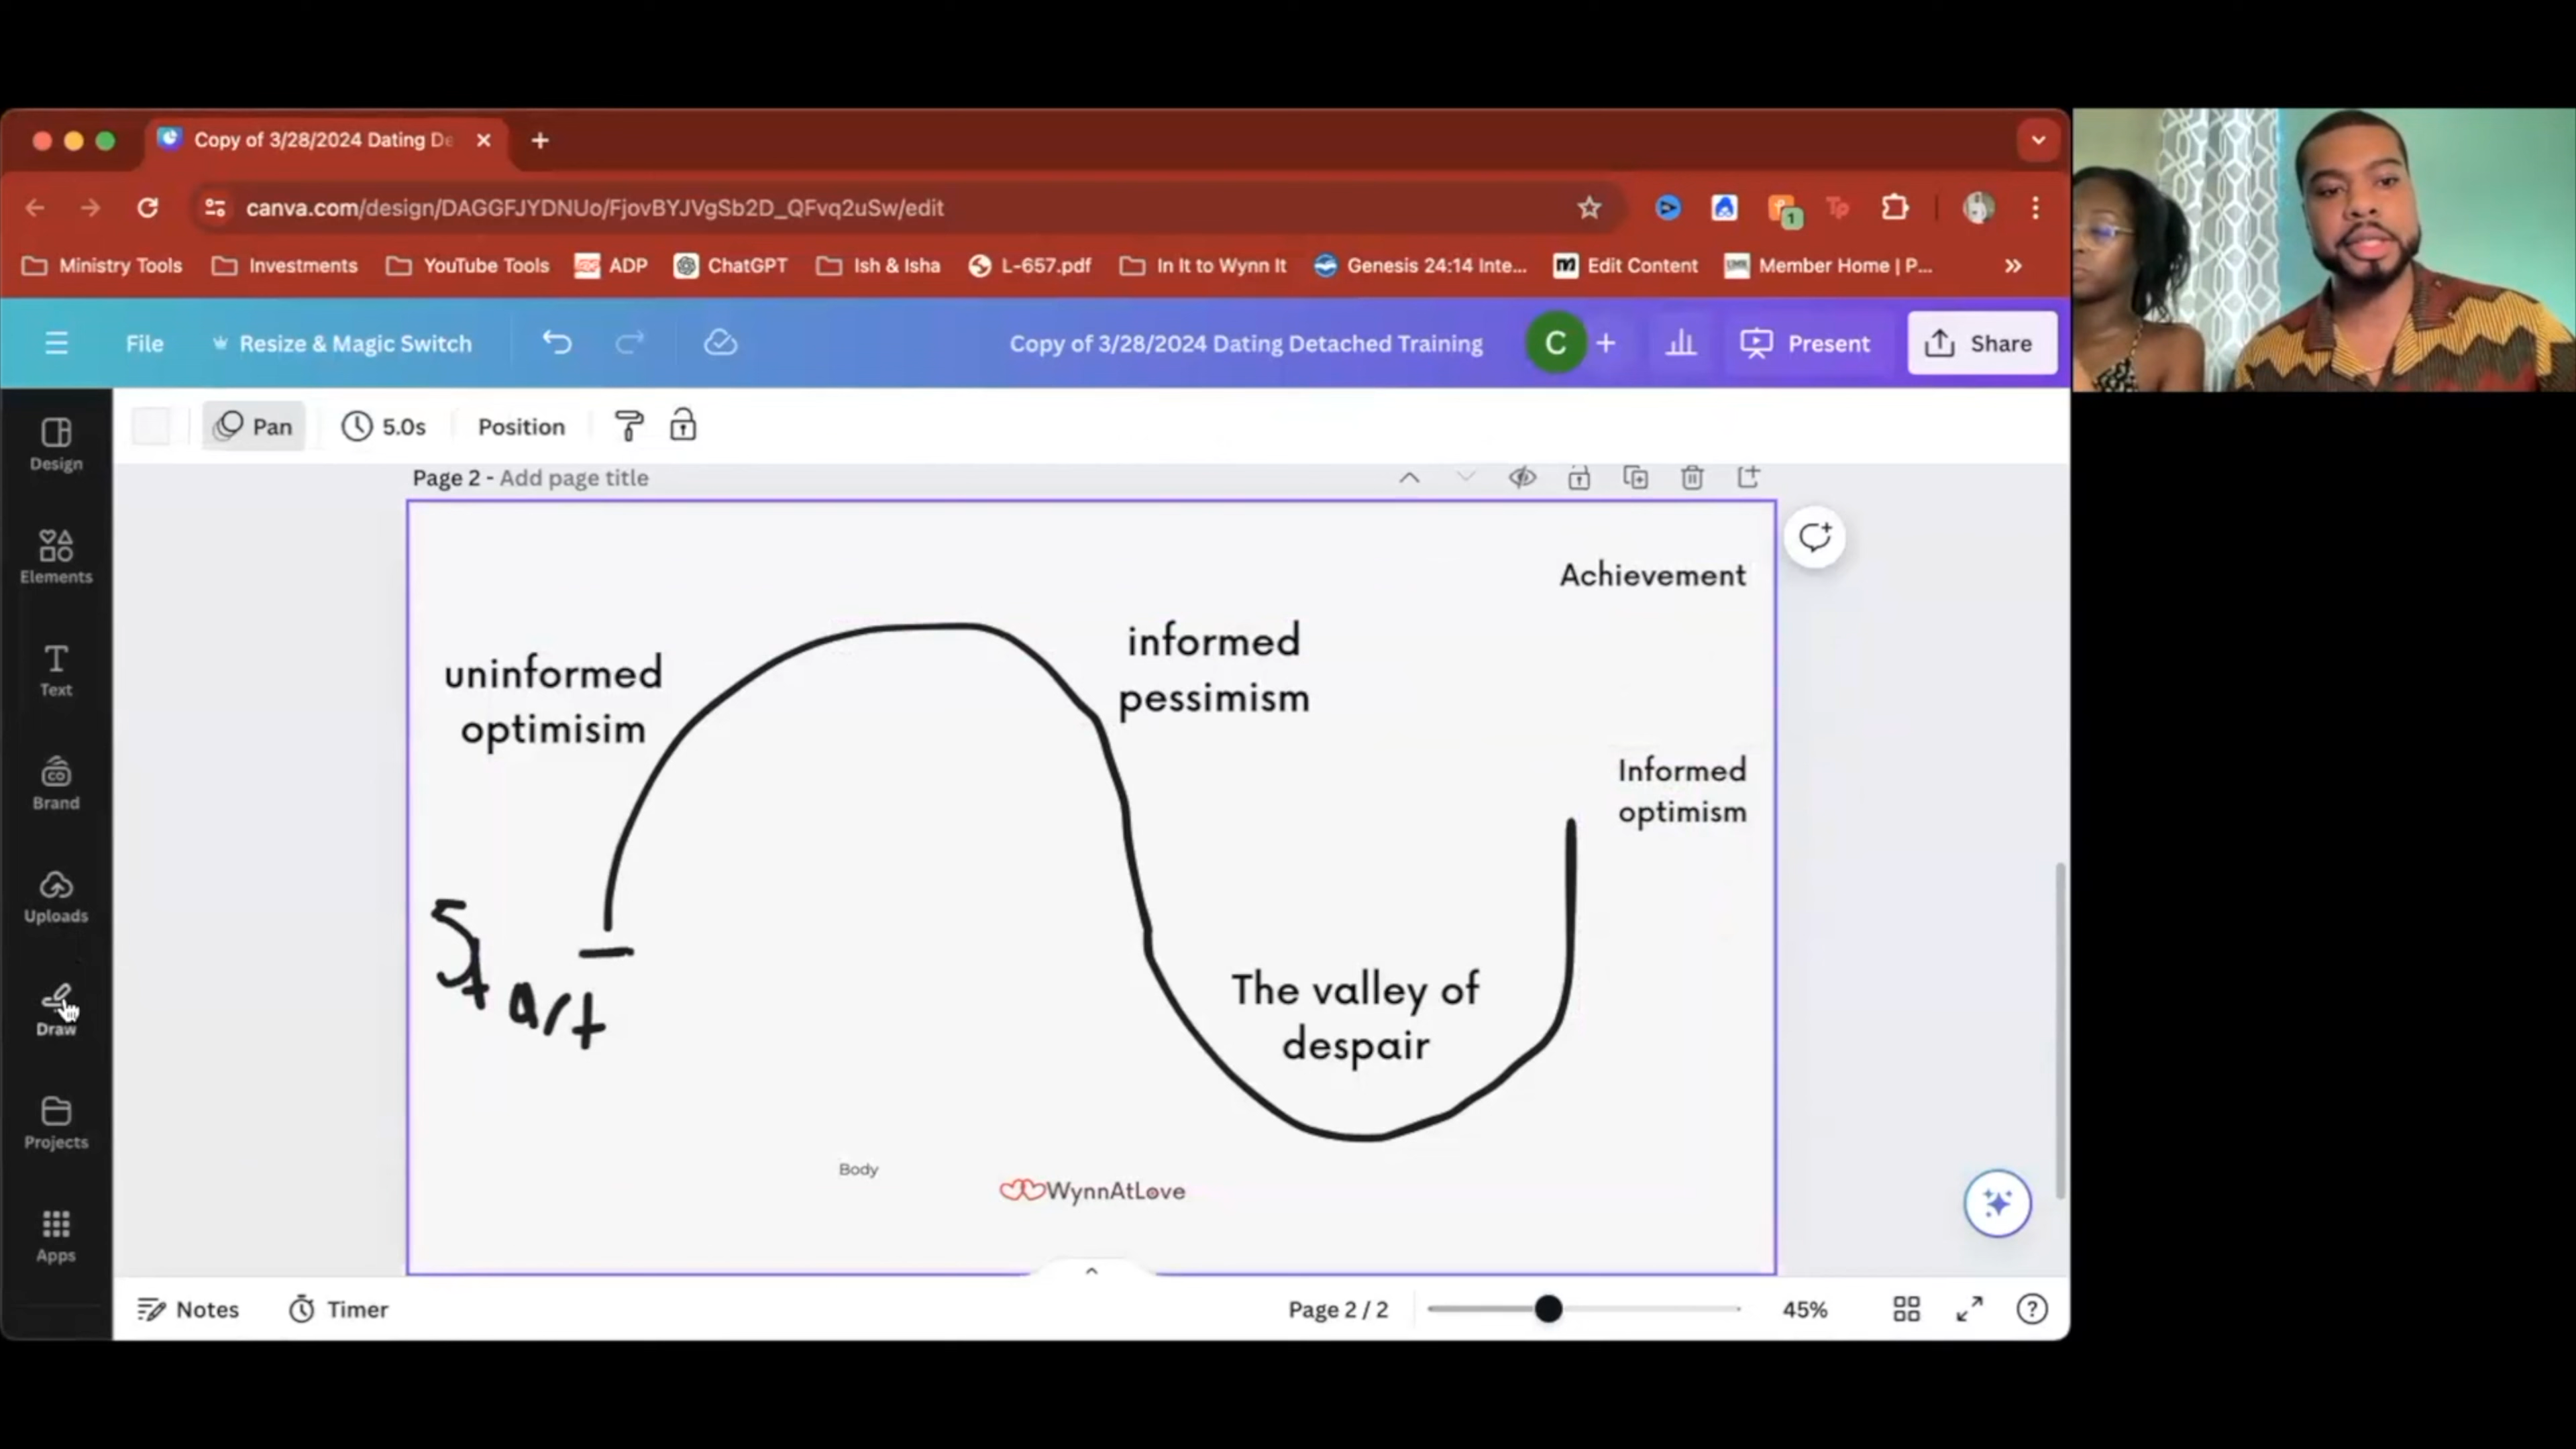 Copy of 3/28/2024 Dating De
canva.com/design/DAGGFJYDNUo/FjovBYJVgSb2D_QFvq2uSw/edit
1
Tp
Ministry Tools Investments YouTube Tools ADP ChatGPT Ish & Isha L-657.pdf In It to Wynn It Genesis 24:14 Inte... Edit Content Member Home | P...
File Resize & Magic Switch Copy of 3/28/2024 Dating Detached Training C Present Share
Pan 5.0s Position
Design
Elements
Text
Brand
Uploads
Draw
Projects
Apps
Page 2 - Add page title
Achievement
uninformed
optimisim
informed
pessimism
Informed
optimism
Start
The valley of
despair
Body
WynnAtLove
Notes Timer Page 2 / 2 45%